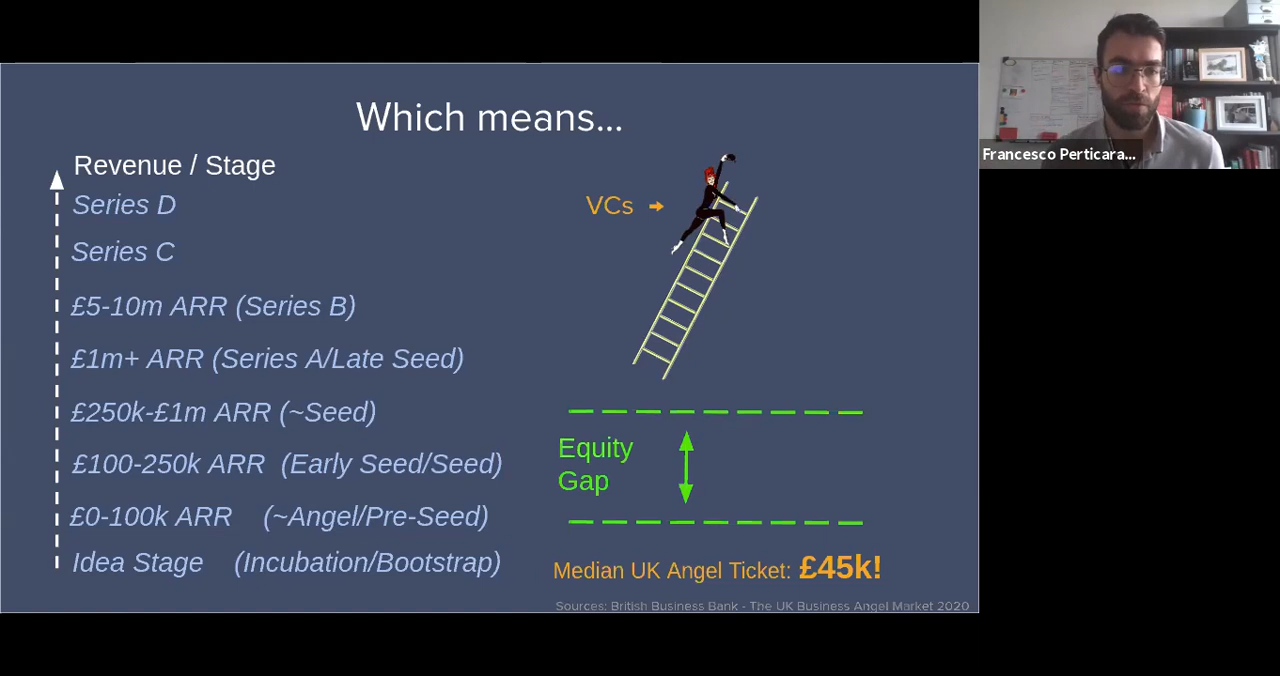 Which means...
Revenue / Stage
Series D
Series C
£5-10m ARR (Series B)
£1m+ ARR (Series A/Late Seed)
£250k-£1m ARR (~Seed)
£100-250k ARR (Early Seed/Seed)
£0-100k ARR (~Angel/Pre-Seed)
Idea Stage (Incubation/Bootstrap)
VCs
Equity
Gap
Median UK Angel Ticket: £45k!
Sources: British Business Bank - The UK Business Angel Market 2020
Francesco Perticara...